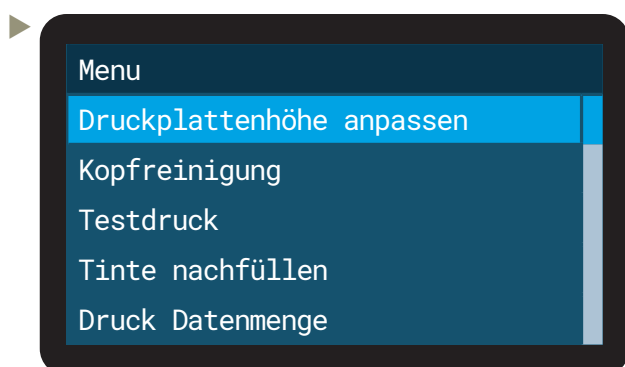 Menu
Druckplattenhöhe anpassen
Kopfreinigung
Testdruck
Tinte nachfüllen
Druck Datenmenge